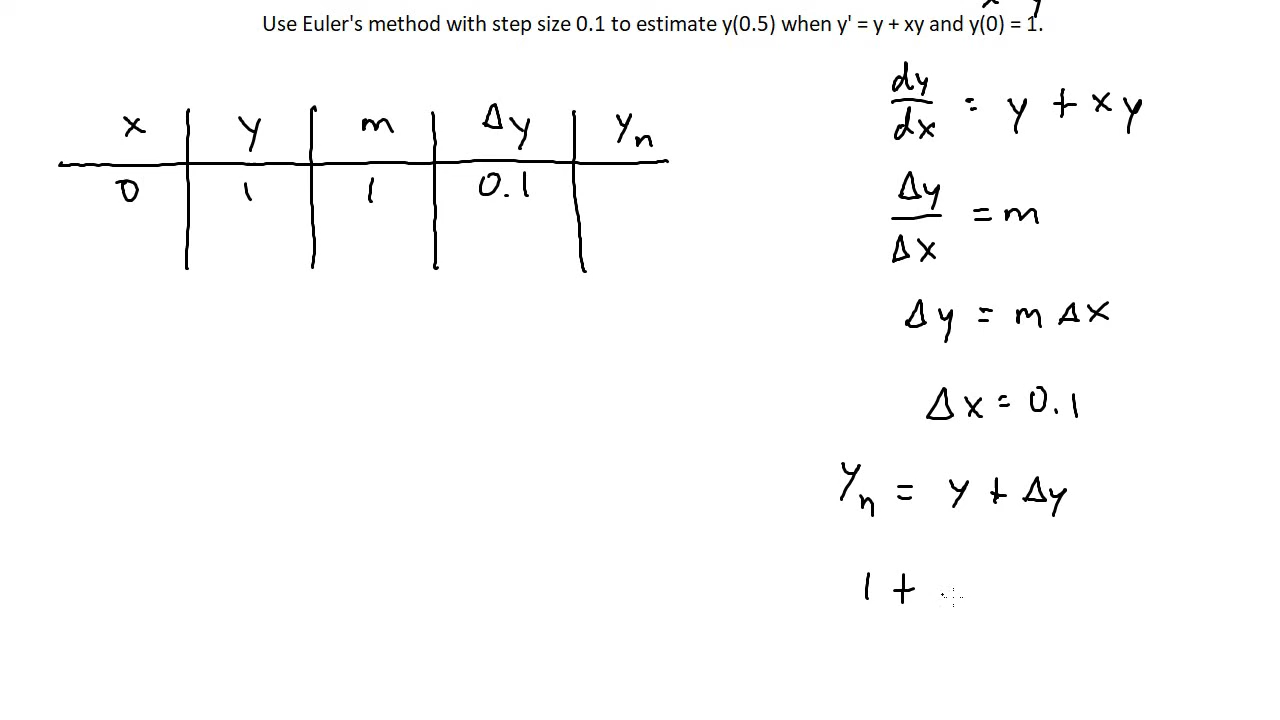 Use Euler's method with step size 0.1 to estimate y(0.5) when y' = y + xy and y(0) = 1.
x y m Δy yn
0 1 1 0.1
dy/dx = y + xy
Δy/Δx = m
Δy = m Δx
Δx = 0.1
yn = y + Δy
1 +